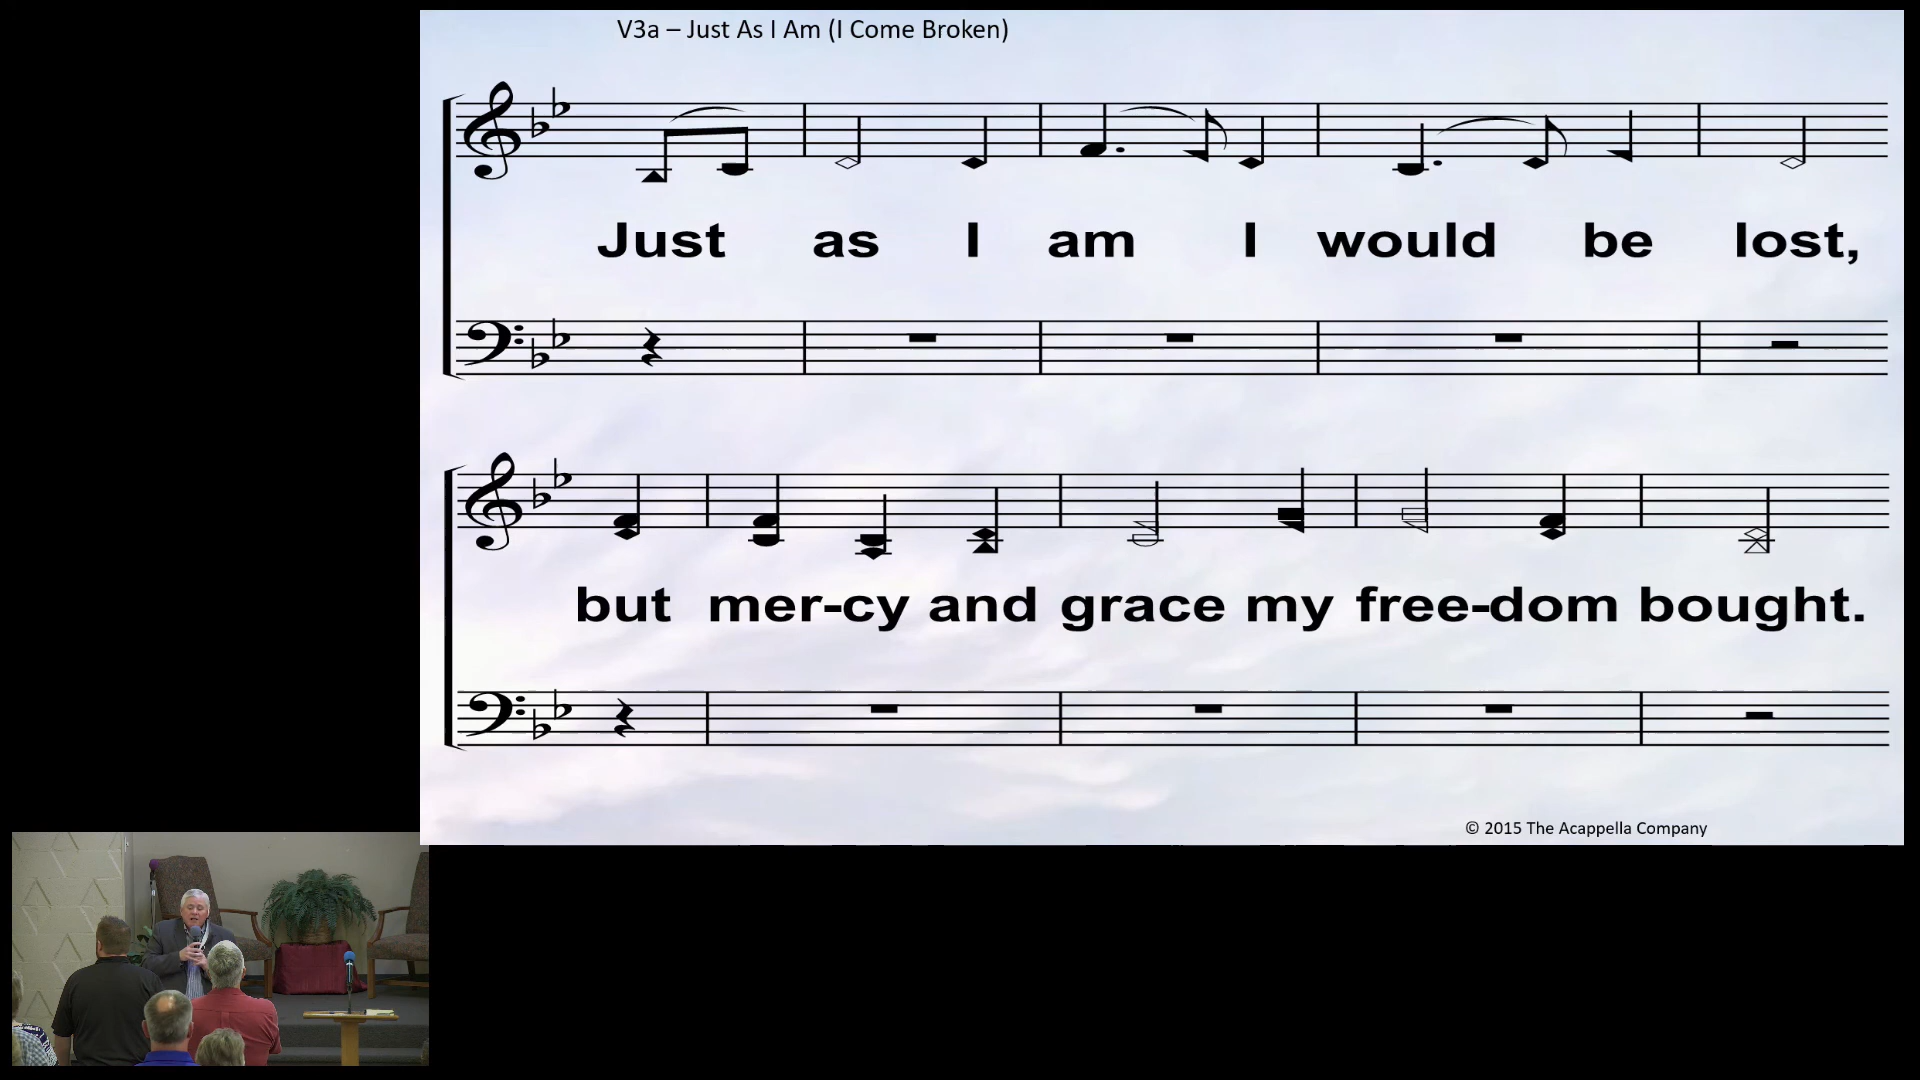 V3a – Just As I Am (I Come Broken)
Just as I am I would be lost,
but mer-cy and grace my free-dom bought.
© 2015 The Acappella Company